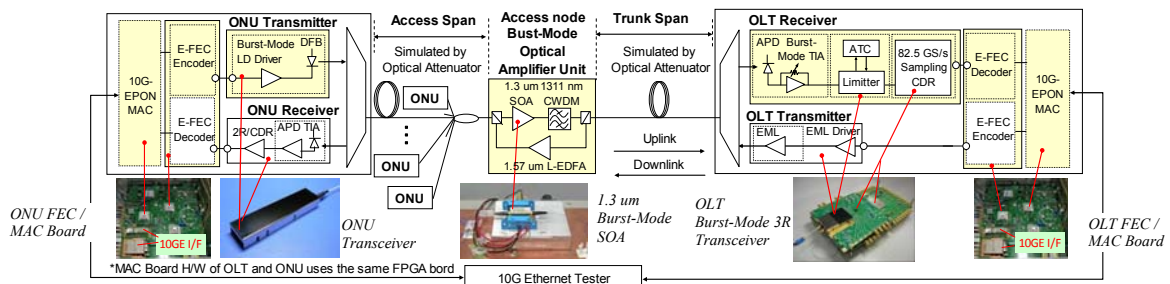 ONU Transmitter
E-FEC
Encoder
Burst-Mode
LD Driver
DFB
10G-
EPON
MAC
E-FEC
Decoder
ONU Receiver
2R/CDR
APD TIA
Access Span
Simulated by
Optical Attenuator
ONU
ONU
ONU
Access node
Bust-Mode
Optical
Amplifier Unit
1.3 um
SOA
1311 nm
CWDM
1.57 um L-EDFA
Trunk Span
Simulated by
Optical Attenuator
Uplink
Downlink
OLT Receiver
APD
Burst-
Mode TIA
ATC
Limitter
82.5 GS/s
Sampling
CDR
E-FEC
Decoder
10G-
EPON
MAC
OLT Transmitter
EML
EML Driver
E-FEC
Encoder
ONU FEC /
MAC Board
10GE I/F
ONU
Transceiver
1.3 um
Burst-Mode
SOA
OLT
Burst-Mode 3R
Transceiver
10GE I/F
OLT FEC /
MAC Board
*MAC Board H/W of OLT and ONU uses the same FPGA bord
10G Ethernet Tester